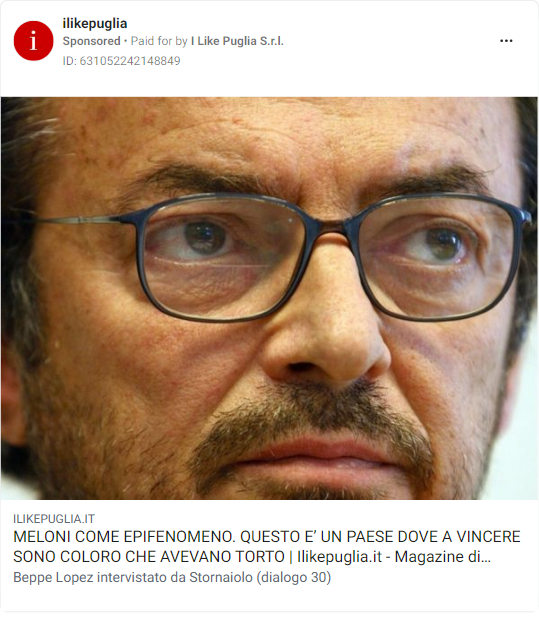 i
ilikepuglia
Sponsored • Paid for by I Like Puglia S.r.l.
ID: 631052242148849
ILIKEPUGLIA.IT
MELONI COME EPIFENOMENO. QUESTO E’ UN PAESE DOVE A VINCERE
SONO COLORO CHE AVEVANO TORTO | Ilikepuglia.it - Magazine di...
Beppe Lopez intervistato da Stornaiolo (dialogo 30)